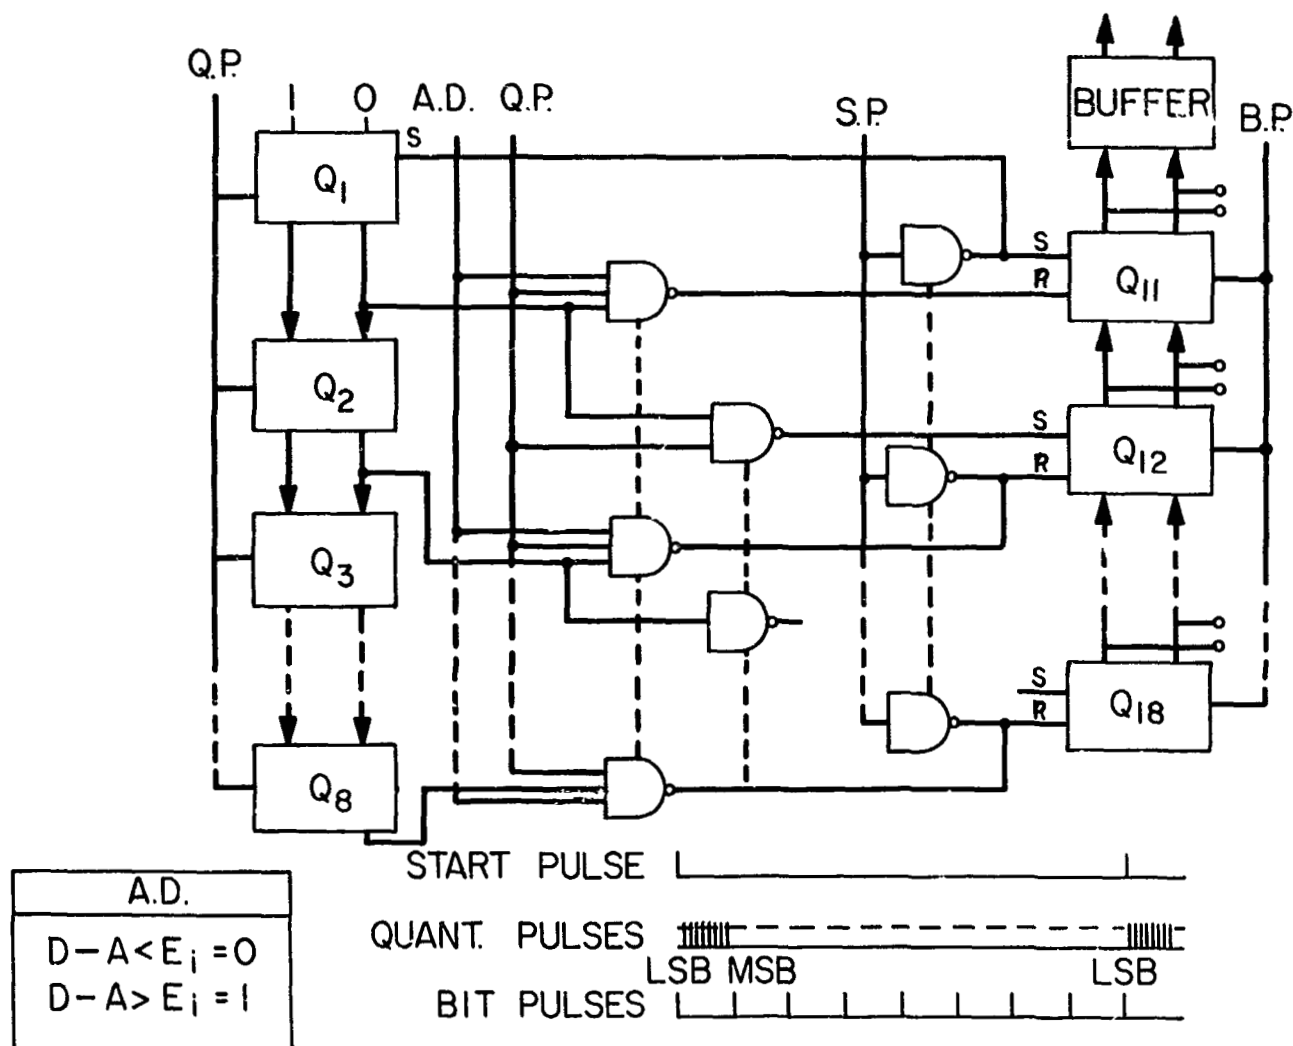 Q.P.
1 0 A.D. Q.P.
S.P.
BUFFER
B.P.
S
Q1
S
R
Q11
Q2
S
R
Q12
Q3
S
R
Q18
Q8
START PULSE
A.D.
D-A<Ei=0
D-A>Ei=1
QUANT. PULSES
LSB MSB LSB
BIT PULSES